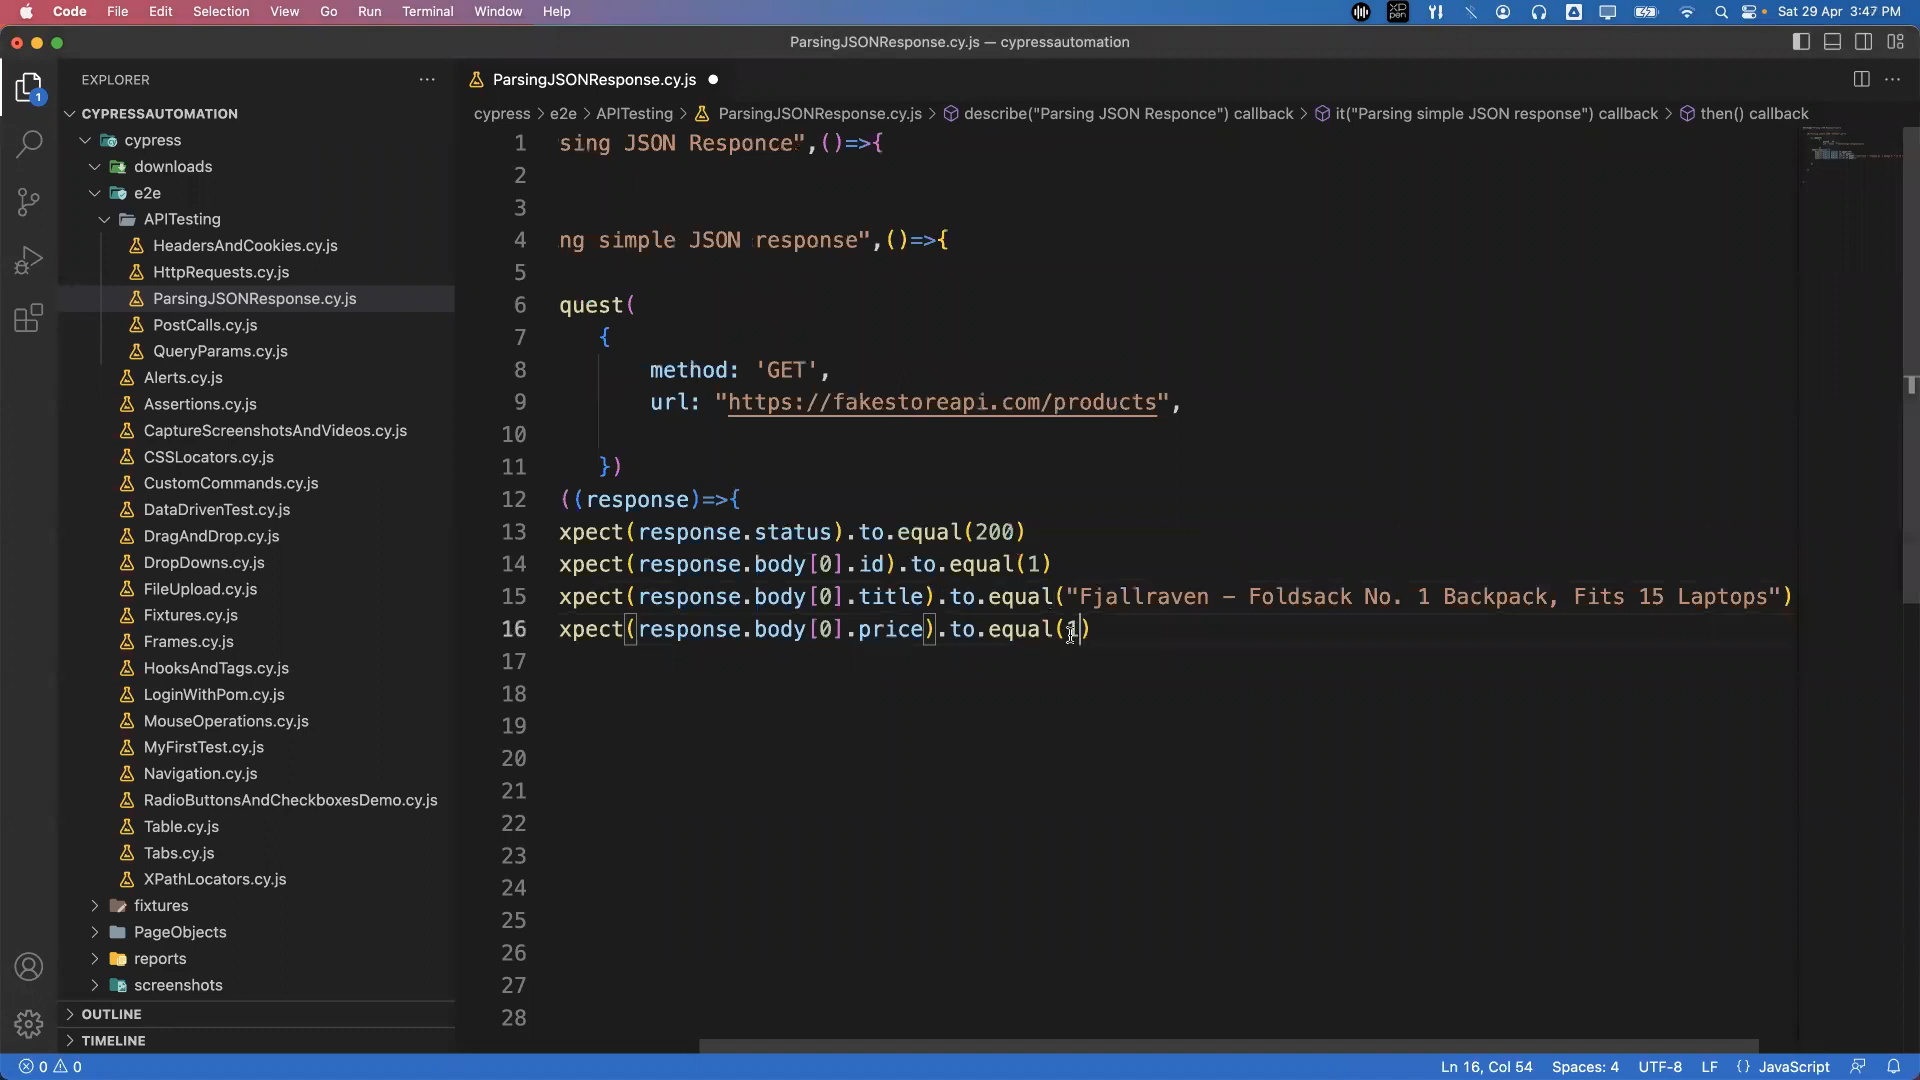 Code File Edit Selection View Go Run Terminal Window Help
Sat 29 Apr 3:47 PM
ParsingJSONResponse.cy.js — cypressautomation
EXPLORER
ParsingJSONResponse.cy.js
1
CYPRESSAUTOMATION
cypress > e2e > APITesting > ParsingJSONResponse.cy.js > describe("Parsing JSON Responce") callback > it("Parsing simple JSON response") callback > then() callback
cypress
downloads
e2e
APITesting
HeadersAndCookies.cy.js
HttpRequests.cy.js
ParsingJSONResponse.cy.js
PostCalls.cy.js
QueryParams.cy.js
Alerts.cy.js
Assertions.cy.js
CaptureScreenshotsAndVideos.cy.js
CSSLocators.cy.js
CustomCommands.cy.js
DataDrivenTest.cy.js
DragAndDrop.cy.js
DropDowns.cy.js
FileUpload.cy.js
Fixtures.cy.js
Frames.cy.js
HooksAndTags.cy.js
LoginWithPom.cy.js
MouseOperations.cy.js
MyFirstTest.cy.js
Navigation.cy.js
RadioButtonsAndCheckboxesDemo.cy.js
Table.cy.js
Tabs.cy.js
XPathLocators.cy.js
fixtures
PageObjects
reports
screenshots
OUTLINE
TIMELINE
1 sing JSON Responce",()=>{
2
3
4 ng simple JSON response",()=>{
5
6 quest(
7 {
8 method: 'GET',
9 url: "https://fakestoreapi.com/products",
10
11 })
12 ((response)=>{
13 xpect(response.status).to.equal(200)
14 xpect(response.body[0].id).to.equal(1)
15 xpect(response.body[0].title).to.equal("Fjallraven - Foldsack No. 1 Backpack, Fits 15 Laptops")
16 xpect(response.body[0].price).to.equal(1)
17
18
19
20
21
22
23
24
25
26
27
28
0 0
Ln 16, Col 54 Spaces: 4 UTF-8 LF {} JavaScript